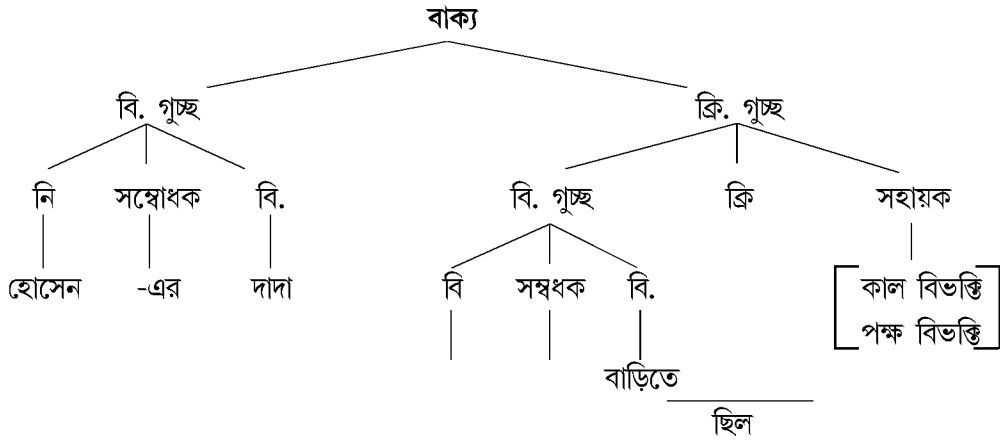 বাক্য
বি. গুচ্ছ ক্রি. গুচ্ছ
নি সম্বোধক বি. বি. গুচ্ছ ক্রি সহায়ক
হোসেন -এর দাদা বি সম্বধক বি. কাল বিভক্তি
পক্ষ বিভক্তি
বাড়িতে
ছিল